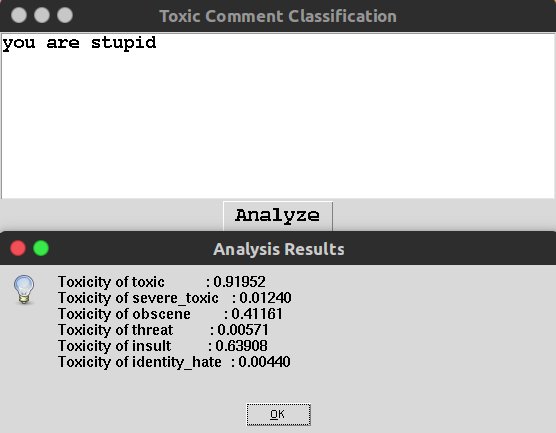 Toxic Comment Classification
you are stupid
Analyze
Analysis Results
Toxicity of toxic : 0.91952
Toxicity of severe_toxic : 0.01240
Toxicity of obscene : 0.41161
Toxicity of threat : 0.00571
Toxicity of insult : 0.63908
Toxicity of identity_hate : 0.00440
OK